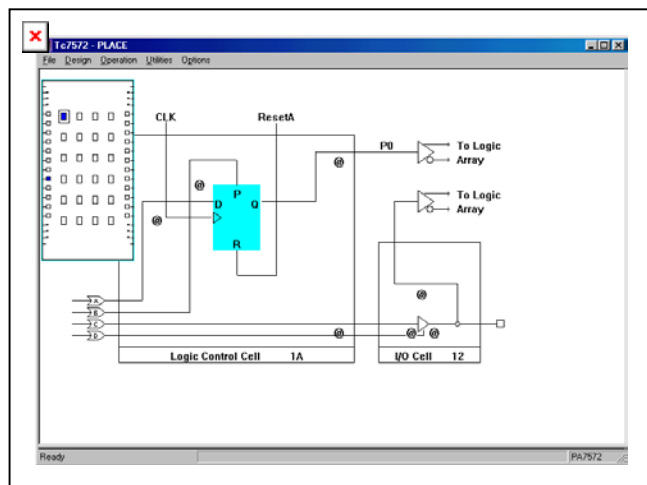 Tc7572 - PLACE
File Design Operation Utilities Options
CLK ResetA
P0 To Logic
Array
@
@ P
To Logic
D Q
Array
@
R
A
@
B
C
@ @ @
D
Logic Control Cell 1A I/O Cell 12
Ready PA7572